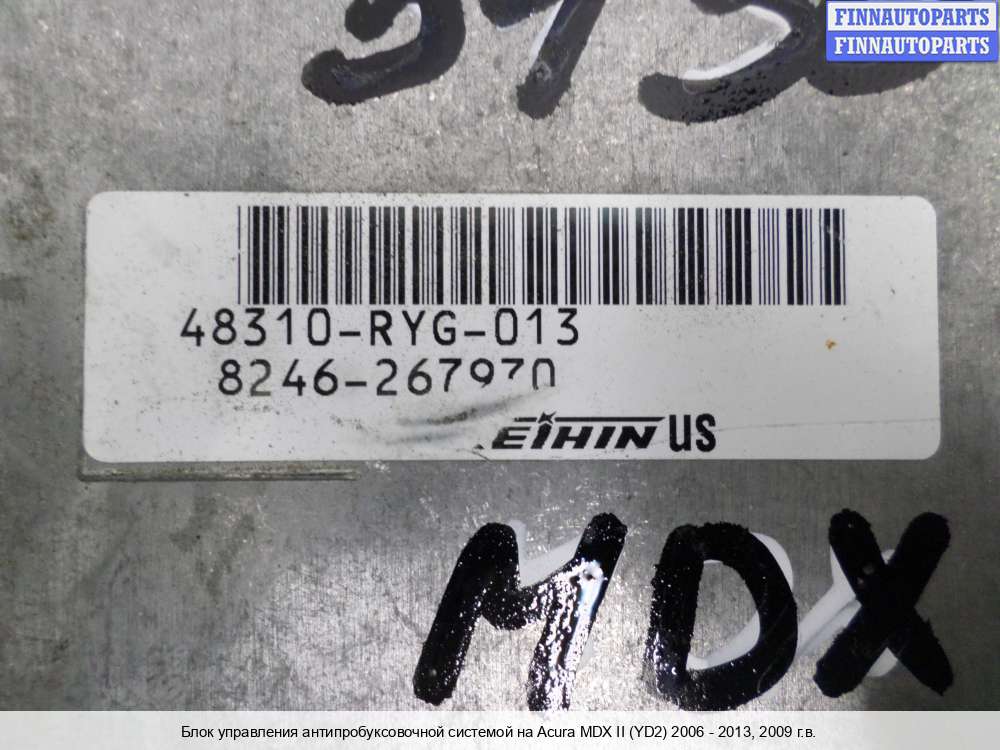 FINNAUTOPARTS
FINNAUTOPARTS
48310-RYG-013
8246-267970
EIHIN US
MDX
Блок управления антипробуксовочной системой на Acura MDX II (YD2) 2006 - 2013, 2009 г.в.